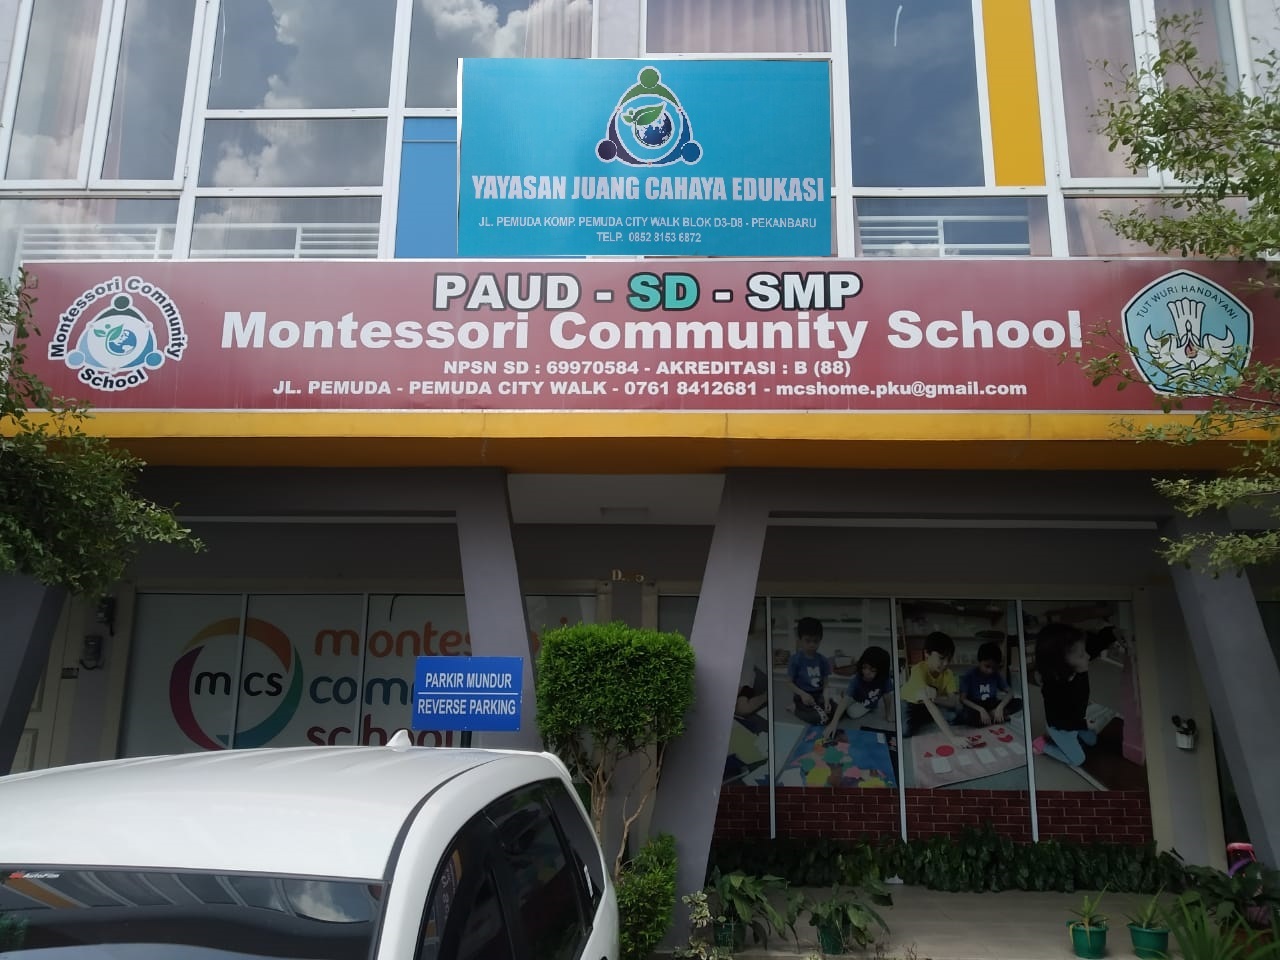 YAYASAN JUANG CAHAYA EDUKASI
JL. PEMUDA KOMP. PEMUDA CITY WALK BLOK D3-D8 - PEKANBARU
TELP. 0852 8153 6872
Montessori Community School
PAUD - SD - SMP
Montessori Community School
NPSN SD : 69970584 - AKREDITASI : B (88)
JL. PEMUDA - PEMUDA CITY WALK - 0761 8412681 - mcshome.pku@gmail.com
TUT WURI HANDAYANI
mcs
school
PARKIR MUNDUR
REVERSE PARKING